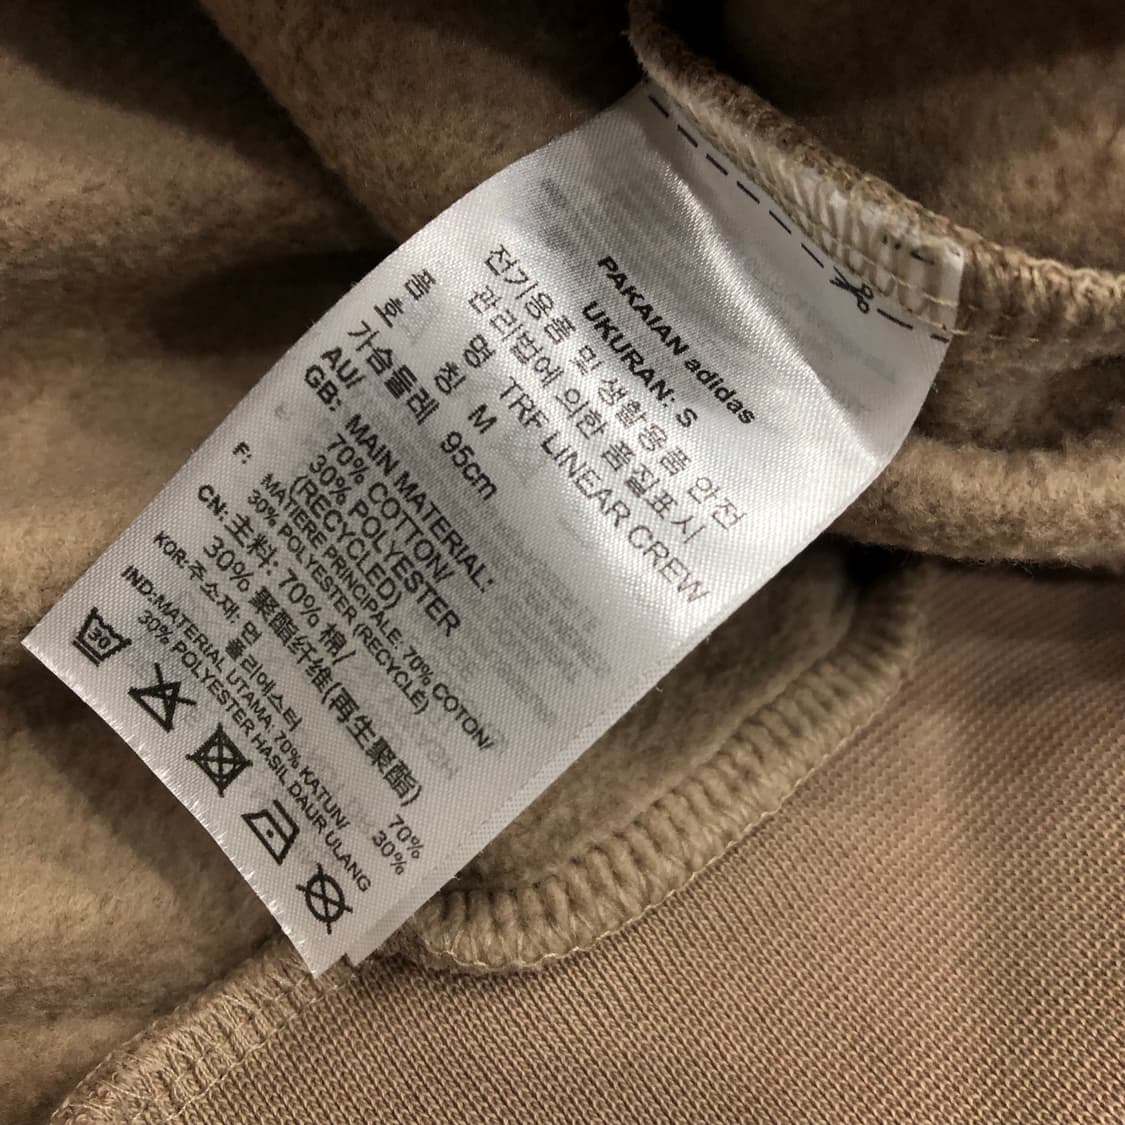 PAKAIAN adidas
UKURAN: S
전기용품 및 생활용품 안전
관리법에 의한 품질표시
품 명 TRF LINEAR CREW
호 칭 M
가슴둘레 95cm
AU/
GB: MAIN MATERIAL:
70% COTTON/
30% POLYESTER
(RECYCLED)
F: MATIERE PRINCIPALE: 70% COTON/
30% POLYESTER (RECYCLE)
CN: 主料: 70% 棉/
30% 聚酯纤维(再生聚酯)
KOR:주소재: 면 70%
폴리에스터 30%
IND:MATERIAL UTAMA: 70% KATUN/
30% POLYESTER HASIL DAUR ULANG
30